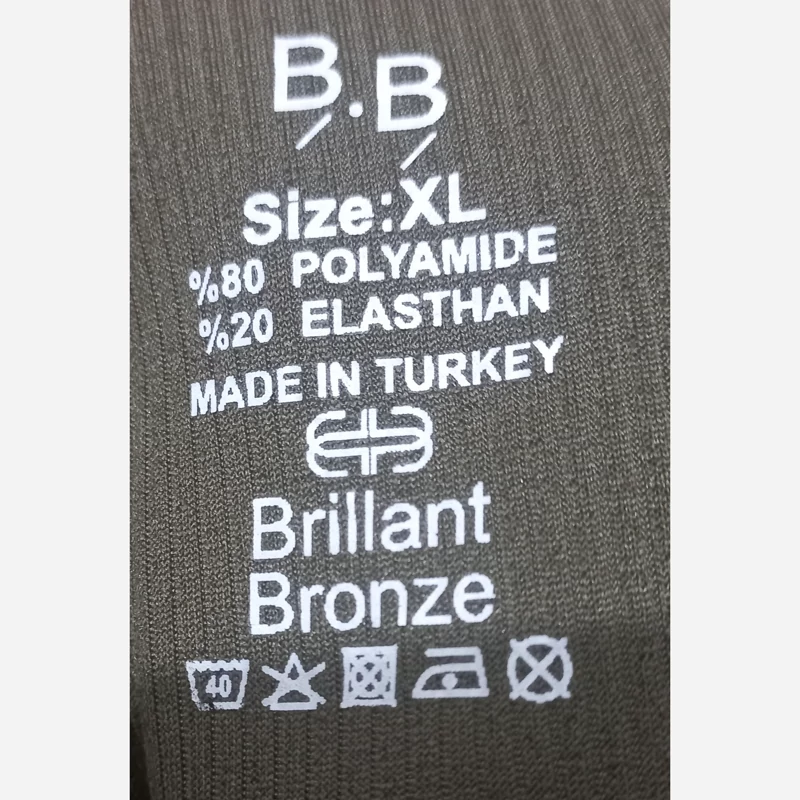 B.B
Size:XL
%80 POLYAMIDE
%20 ELASTHAN
MADE IN TURKEY
Brillant
Bronze
40